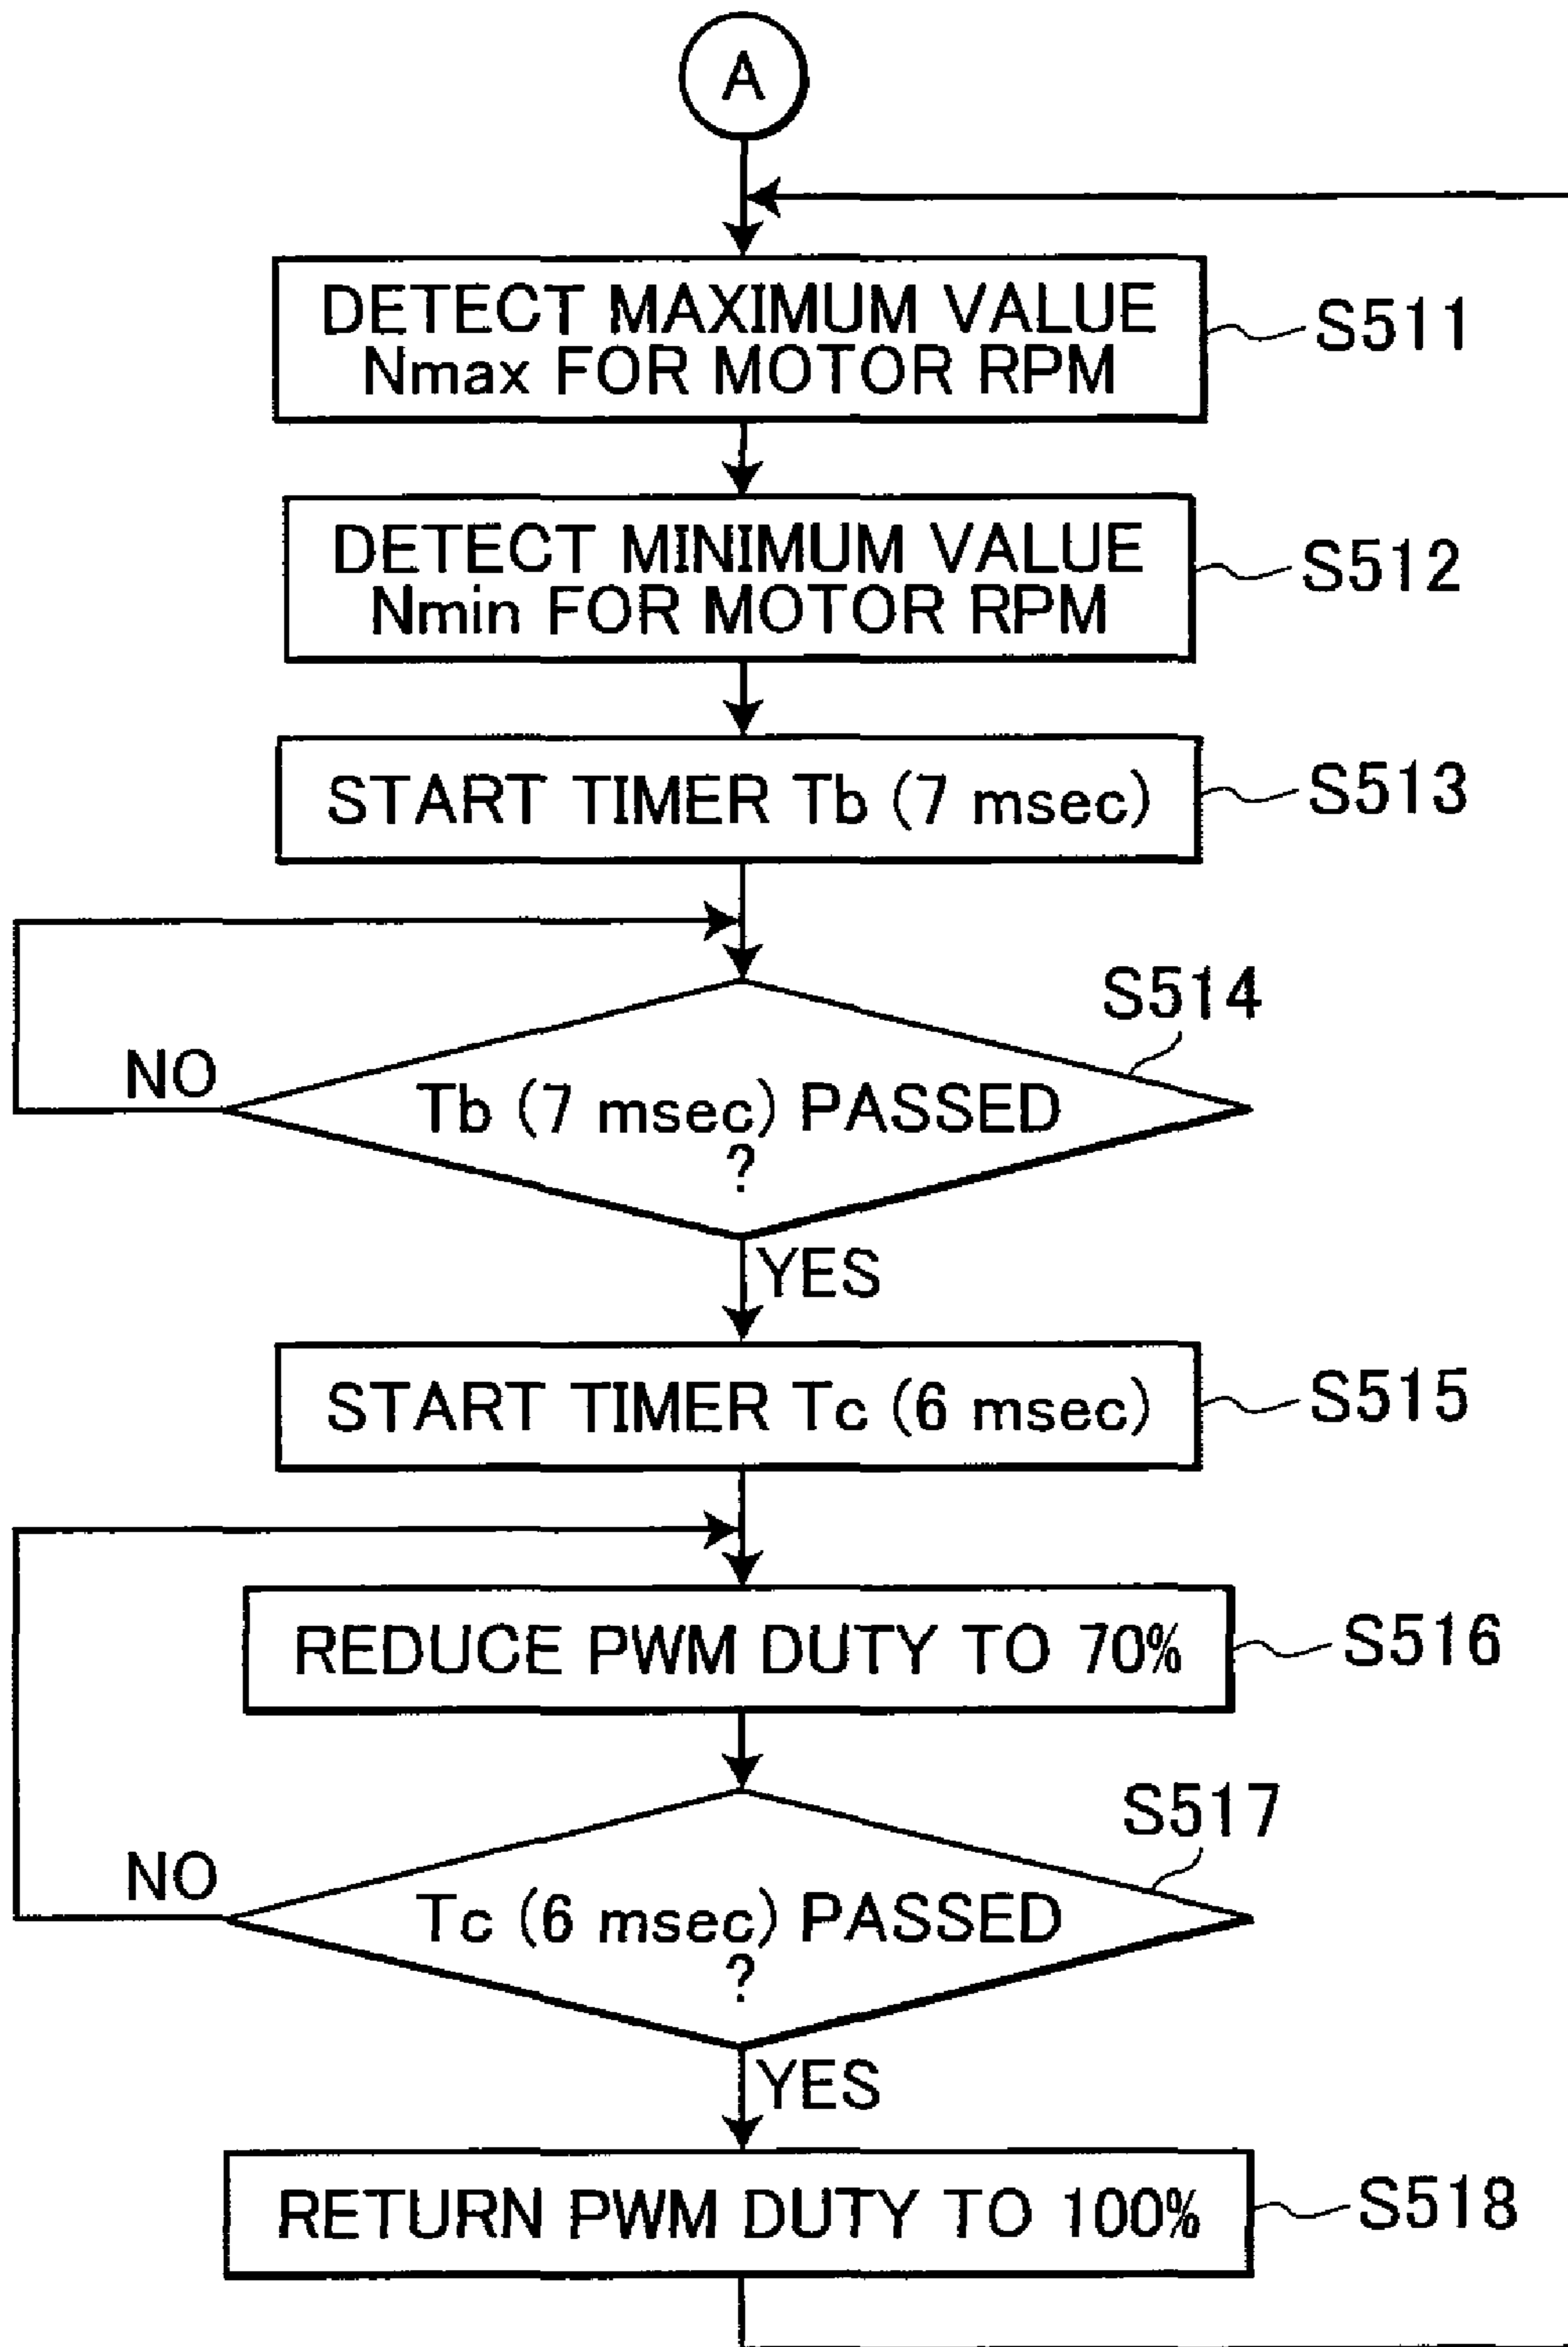 A
DETECT MAXIMUM VALUE
Nmax FOR MOTOR RPM
S511
DETECT MINIMUM VALUE
Nmin FOR MOTOR RPM
S512
START TIMER Tb (7 msec)
S513
S514
NO
Tb (7 msec) PASSED
?
YES
START TIMER Tc (6 msec)
S515
REDUCE PWM DUTY TO 70%
S516
S517
NO
Tc (6 msec) PASSED
?
YES
RETURN PWM DUTY TO 100%
S518